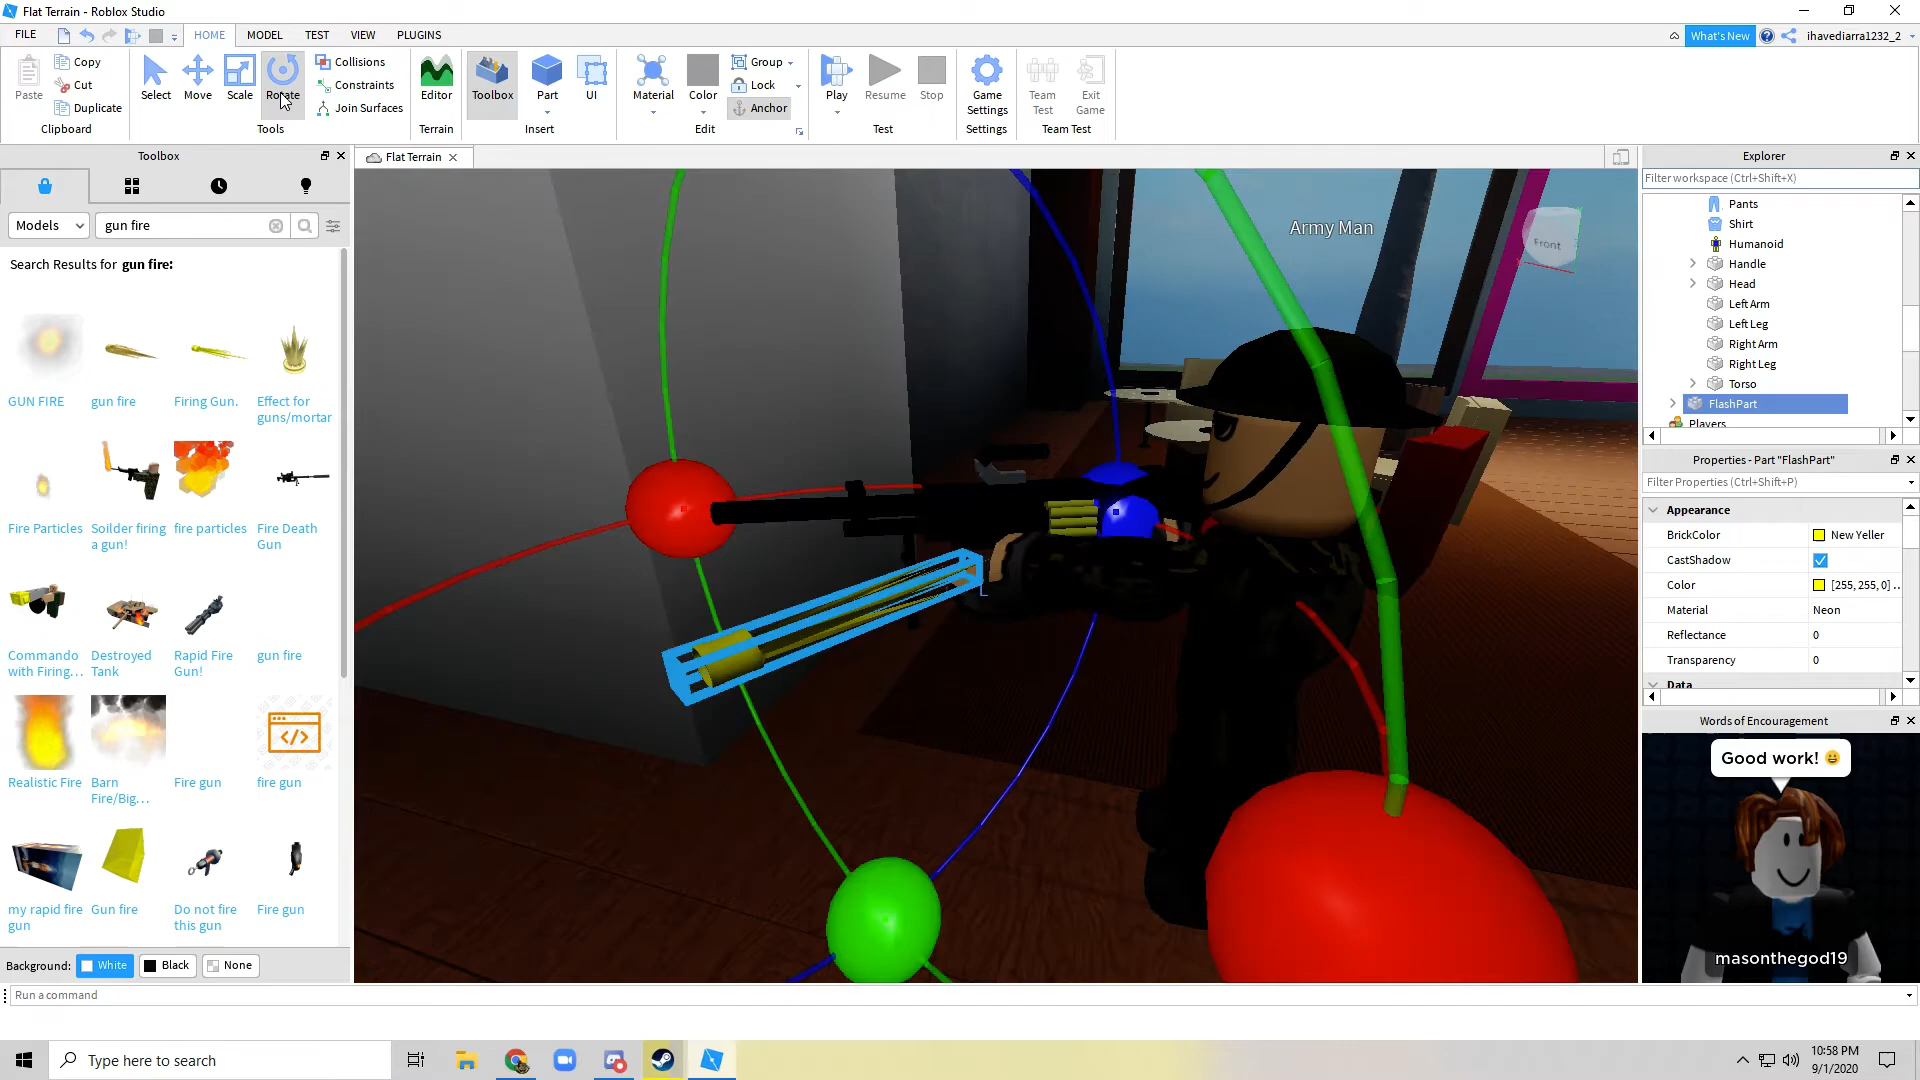 Flat Terrain - Roblox Studio
FILE
HOME
MODEL
TEST
VIEW
PLUGINS
What's New
ihavediarra1232_2
Paste
Copy
Cut
Duplicate
Clipboard
Select
Move
Scale
Rotate
Collisions
Constraints
Join Surfaces
Tools
Editor
Terrain
Toolbox
Part
UI
Insert
Material
Color
Group
Lock
Anchor
Edit
Play
Resume
Stop
Test
Game
Settings
Settings
Team
Test
Exit
Game
Team Test
Toolbox
Models
gun fire
Search Results for gun fire:
GUN FIRE
gun fire
Firing Gun.
Effect for
guns/mortar
Fire Particles
Soilder firing
a gun!
fire particles
Fire Death
Gun
Commando
with Firing...
Destroyed
Tank
Rapid Fire
Gun!
gun fire
Realistic Fire
Barn
Fire/Big...
Fire gun
fire gun
my rapid fire
gun
Gun fire
Do not fire
this gun
Fire gun
Background:
White
Black
None
Flat Terrain
Army Man
Front
Explorer
Filter workspace (Ctrl+Shift+X)
Pants
Shirt
Humanoid
Handle
Head
Left Arm
Left Leg
Right Arm
Right Leg
Torso
FlashPart
Players
Properties - Part "FlashPart"
Filter Properties (Ctrl+Shift+P)
Appearance
BrickColor
New Yeller
CastShadow
Color
[255, 255, 0] ..
Material
Neon
Reflectance
0
Transparency
0
Data
Words of Encouragement
Good work! 😃
masonthegod19
Run a command
Type here to search
10:58 PM
9/1/2020